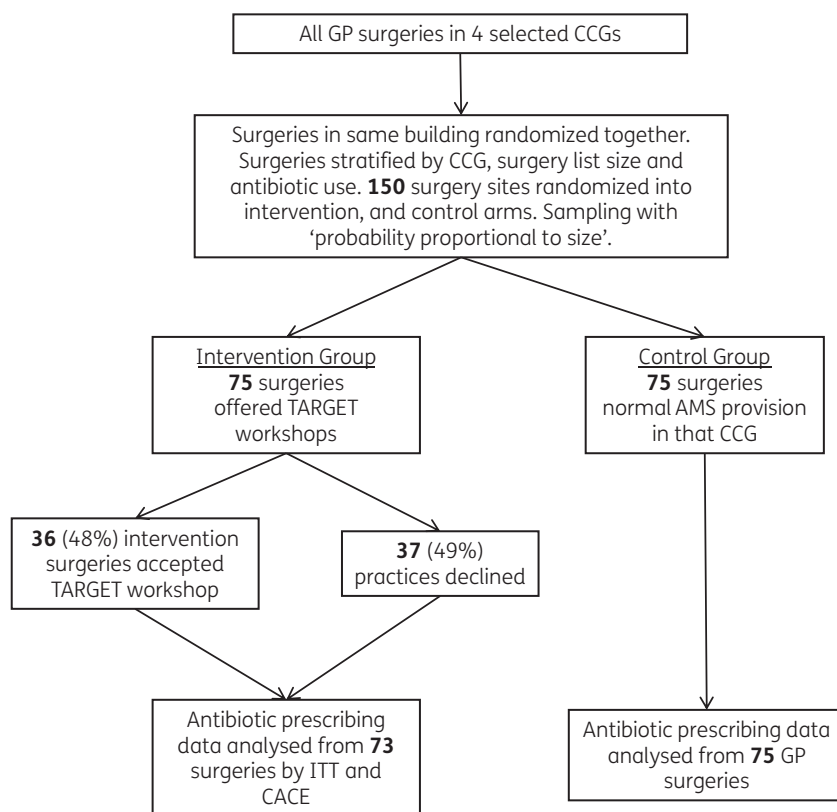 All GP surgeries in 4 selected CCGs
Surgeries in same building randomized together.
Surgeries stratified by CCG, surgery list size and
antibiotic use. 150 surgery sites randomized into
intervention, and control arms. Sampling with
‘probability proportional to size’.
Intervention Group
75 surgeries
offered TARGET
workshops
Control Group
75 surgeries
normal AMS provision
in that CCG
36 (48%) intervention
surgeries accepted
TARGET workshop
37 (49%)
practices declined
Antibiotic prescribing
data analysed from 73
surgeries by ITT and
CACE
Antibiotic prescribing data
analysed from 75 GP
surgeries